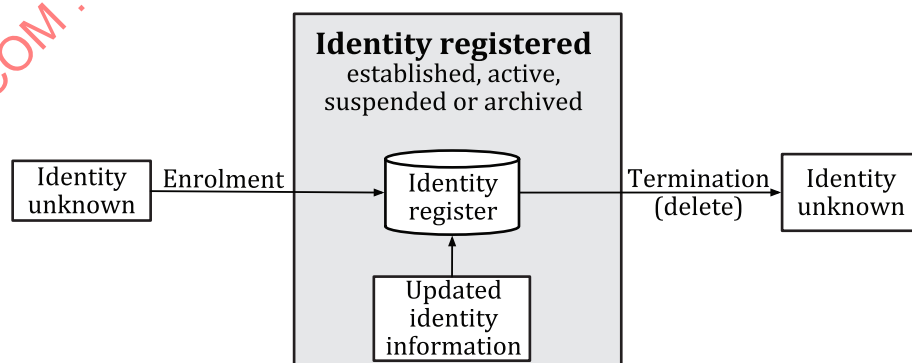 COM .
Identity registered
established, active,
suspended or archived
Identity
unknown
Enrolment
Identity
register
Termination
(delete)
Identity
unknown
Updated
identity
information